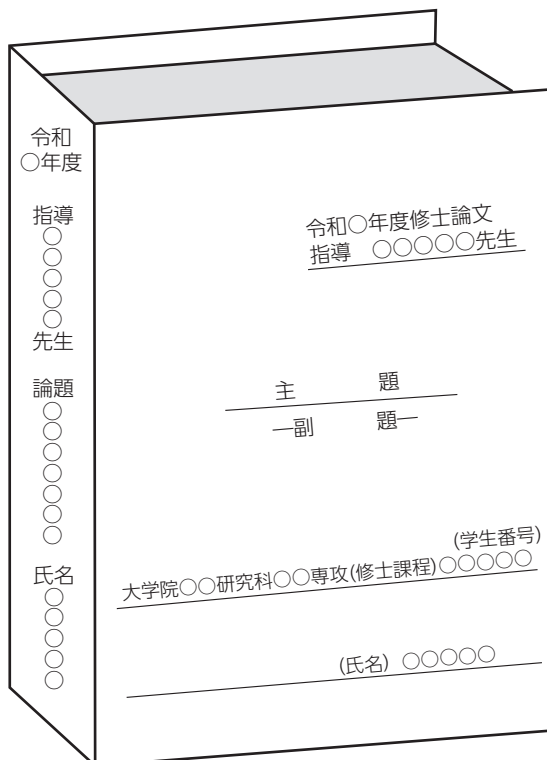 令和
○年度
指導
○
○
○
○
○
先生
論題
○
○
○
○
○
○
○
氏名
○
○
○
○
○
令和○年度修士論文
指導　○○○○○先生
主　　題
―副　　題―
(学生番号)
大学院○○研究科○○専攻(修士課程)○○○○○
(氏名) ○○○○○